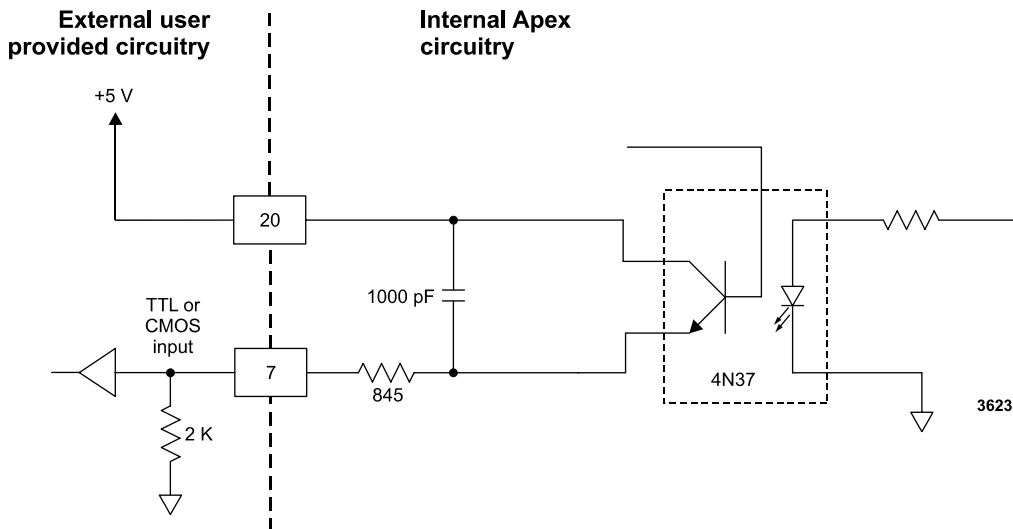 External user
provided circuitry
Internal Apex
circuitry
+5 V
20
1000 pF
TTL or
CMOS
input
7
845
2 K
4N37
3623